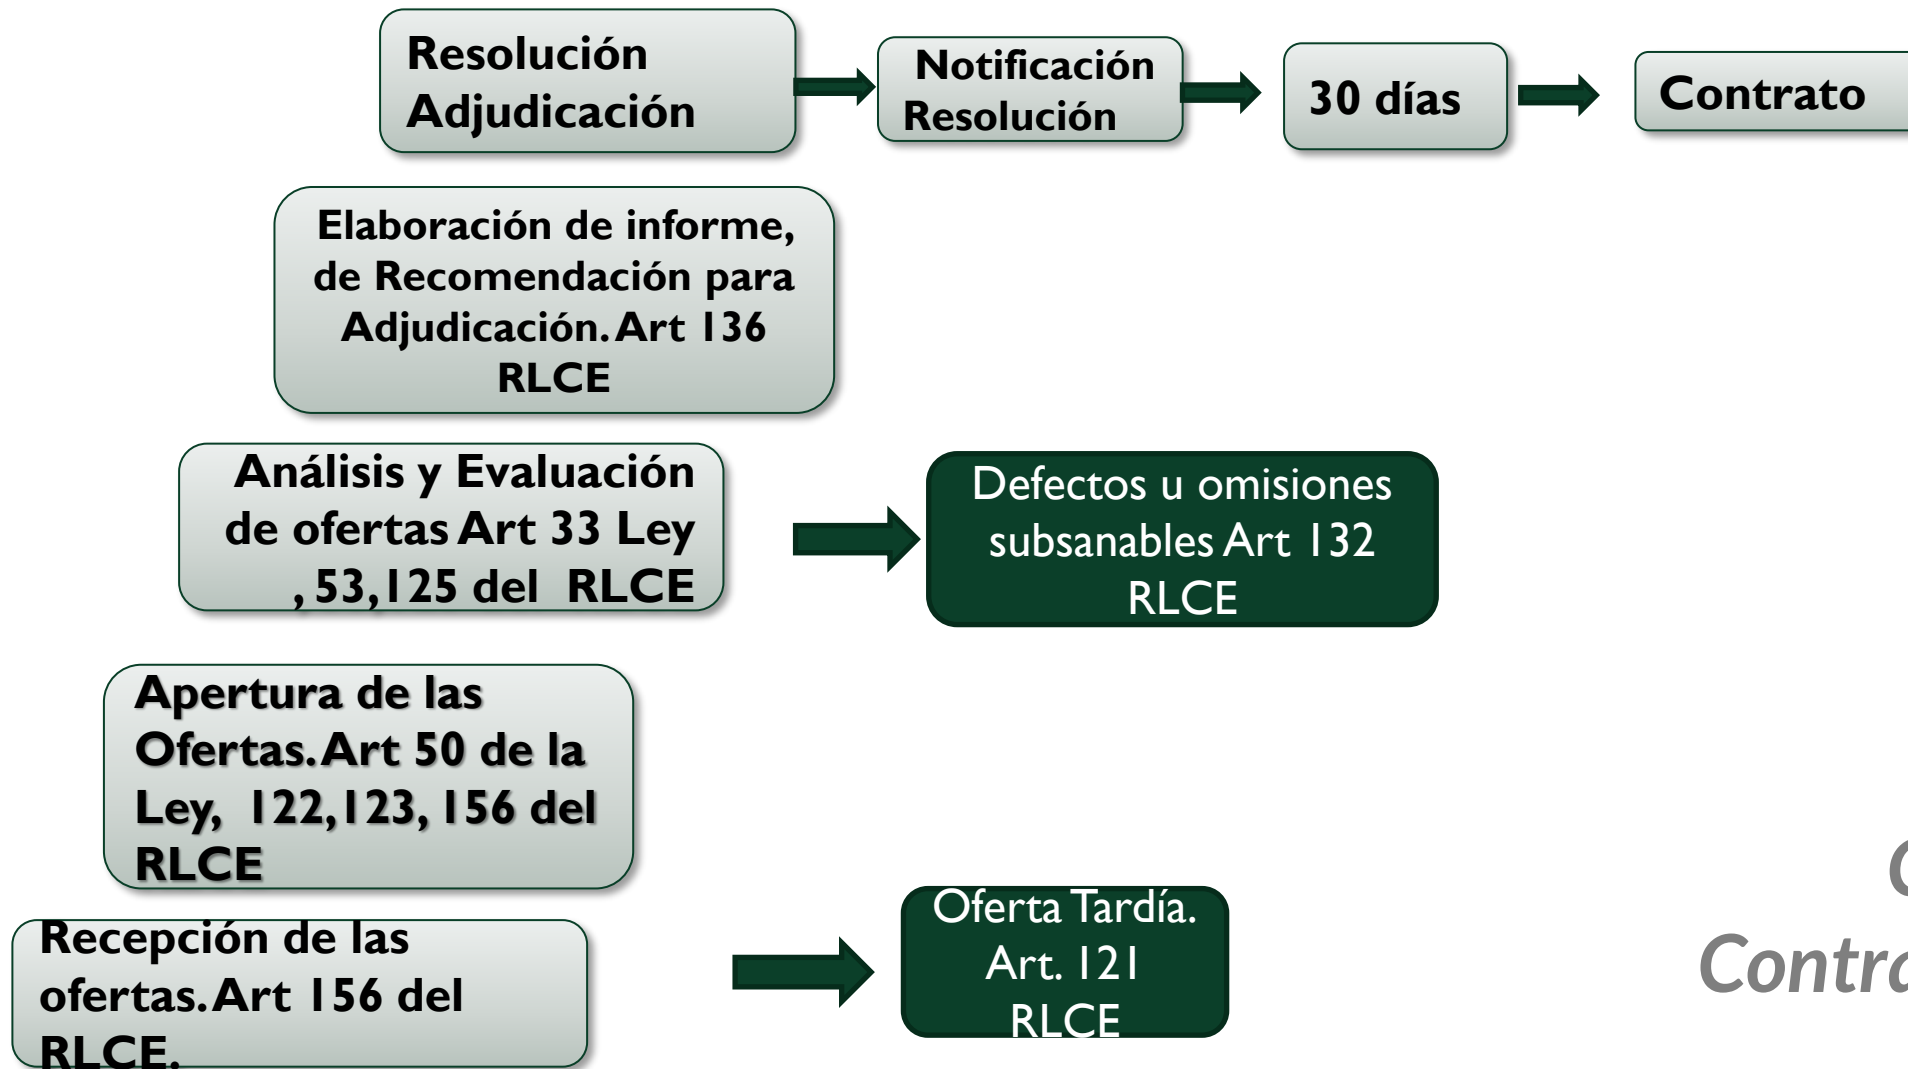 Resolución
Adjudicación
Notificación
Resolución
30 días
Contrato
Elaboración de informe,
de Recomendación para
Adjudicación. Art 136
RLCE
Análisis y Evaluación
de ofertas Art 33 Ley
, 53,125 del RLCE
Defectos u omisiones
subsanables Art 132
RLCE
Apertura de las
Ofertas. Art 50 de la
Ley, 122,123, 156 del
RLCE
Recepción de las
ofertas. Art 156 del
RLCE.
Oferta Tardía.
Art. 121
RLCE